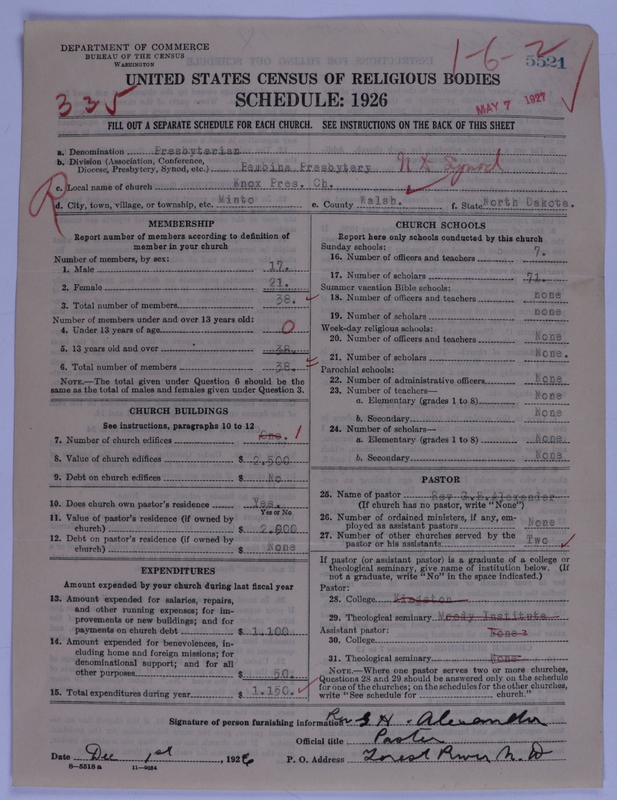 DEPARTMENT OF COMMERCE
BUREAU OF THE CENSUS
WASHINGTON
1-6-2
5521
UNITED STATES CENSUS OF RELIGIOUS BODIES
335
SCHEDULE: 1926
MAY 7 1927
FILL OUT A SEPARATE SCHEDULE FOR EACH CHURCH. SEE INSTRUCTIONS ON THE BACK OF THIS SHEET
a. Denomination Presbyterian
b. Division (Association, Conference, Diocese, Presbytery, Synod, etc.) Pembina Presbytery N. D. Synod
c. Local name of church Knox Pres. Ch.
R
d. City, town, village, or township, etc. Minto e. County Walsh. f. State North Dakota.
MEMBERSHIP
Report number of members according to definition of
member in your church
Number of members, by sex:
1. Male 17.
2. Female 21.
3. Total number of members 38.
Number of members under and over 13 years old:
4. Under 13 years of age 0
5. 13 years old and over 38.
6. Total number of members 38.
NOTE.—The total given under Question 6 should be the
same as the total of males and females given under Question 3.
CHURCH BUILDINGS
See instructions, paragraphs 10 to 12
7. Number of church edifices One. 1
8. Value of church edifices $ 2,500
9. Debt on church edifices $ No
10. Does church own pastor's residence Yes.
Yes or No
11. Value of pastor's residence (if owned by
church) $ 2.000
12. Debt on pastor's residence (if owned by
church) $ None
EXPENDITURES
Amount expended by your church during last fiscal year
13. Amount expended for salaries, repairs,
and other running expenses; for im-
provements or new buildings; and for
payments on church debt $ 1.100
14. Amount expended for benevolences, in-
cluding home and foreign missions; for
denominational support; and for all
other purposes $ 50.
15. Total expenditures during year $ 1.150.
CHURCH SCHOOLS
Report here only schools conducted by this church
Sunday schools:
16. Number of officers and teachers 7.
17. Number of scholars 71.
Summer vacation Bible schools:
18. Number of officers and teachers none
19. Number of scholars none
Week-day religious schools:
20. Number of officers and teachers None
21. Number of scholars None.
Parochial schools:
22. Number of administrative officers None
23. Number of teachers—
a. Elementary (grades 1 to 8) None
b. Secondary None
24. Number of scholars—
a. Elementary (grades 1 to 8) None
b. Secondary None
PASTOR
25. Name of pastor Rev G.H.Alexander
(If church has no pastor, write "None")
26. Number of ordained ministers, if any, em-
ployed as assistant pastors None
27. Number of other churches served by the
pastor or his assistants Two
If pastor (or assistant pastor) is a graduate of a college or
theological seminary, give name of institution below. (If
not a graduate, write "No" in the space indicated.)
Pastor:
28. College Kingston
29. Theological seminary Moody Institute
Assistant pastor:
30. College None
31. Theological seminary None
NOTE.—Where one pastor serves two or more churches,
Questions 28 and 29 should be answered only on the schedule
for one of the churches; on the schedules for the other churches,
write "See schedule for church."
Signature of person furnishing information Rev G H. Alexander
Official title Pastor
Date Dec 1st, 1926 P. O. Address Forest River N. D
8—5518 a 11—9034